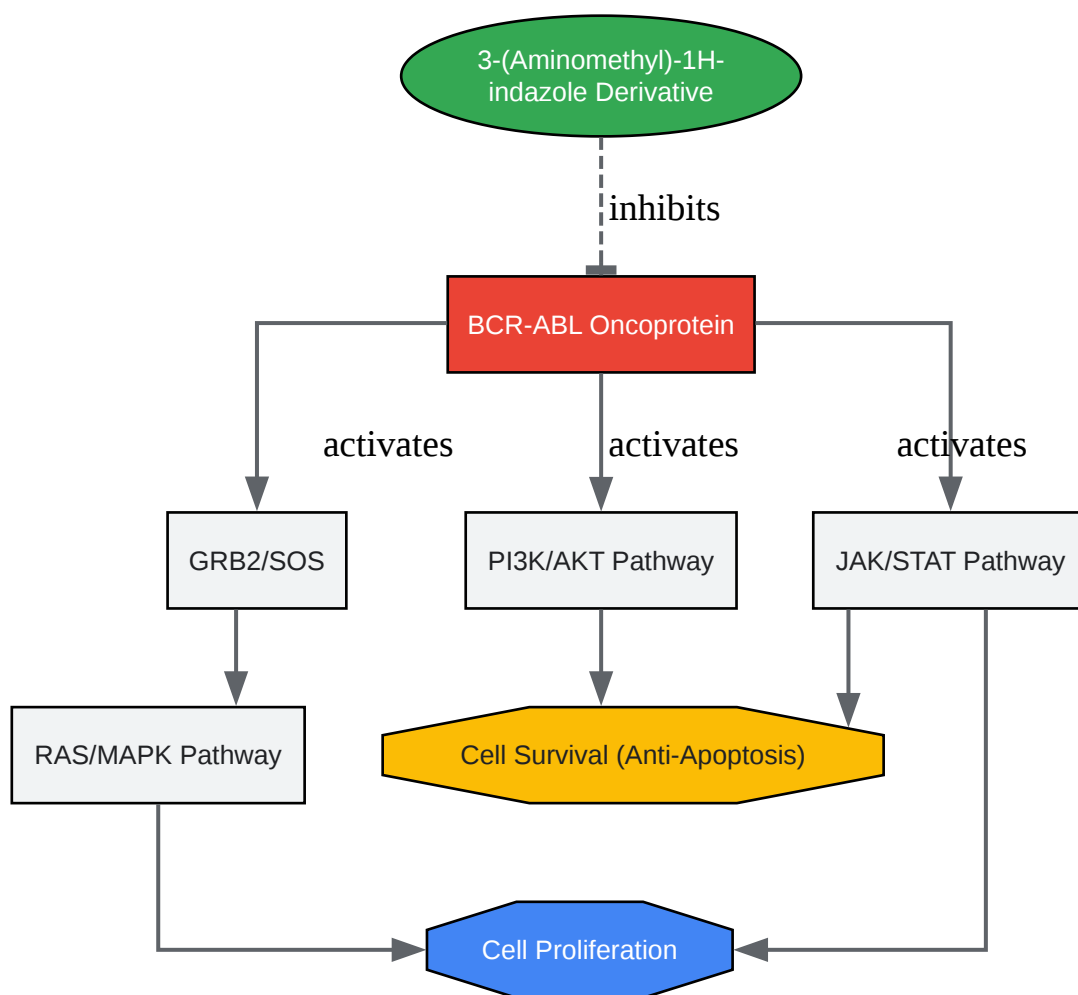 3-(Aminomethyl)-1H-
indazole Derivative
inhibits
BCR-ABL Oncoprotein
activates
activates
activates
GRB2/SOS
PI3K/AKT Pathway
JAK/STAT Pathway
RAS/MAPK Pathway
Cell Survival (Anti-Apoptosis)
Cell Proliferation